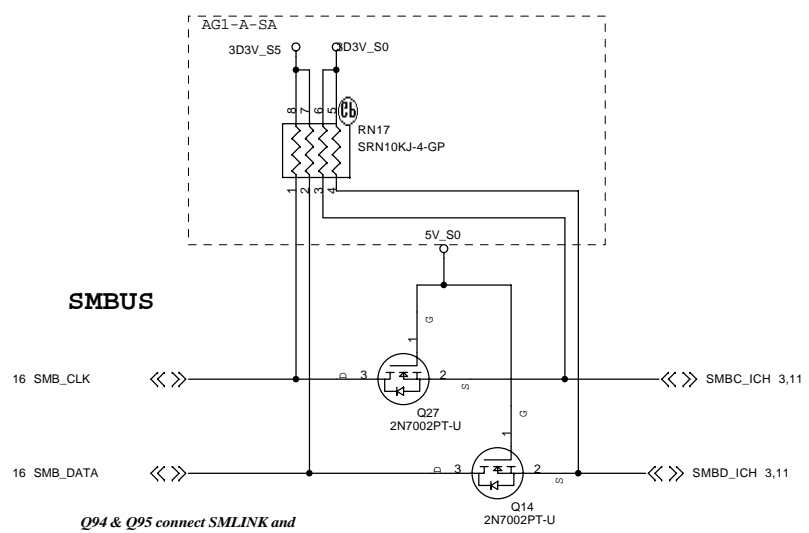 AG1-A-SA
3D3V_S5
3D3V_S0
8 7 6 5
RN17
SRN10KJ-4-GP
1 2 3 4
5V_S0
SMBUS
G
1
16 SMB_CLK
D 3 2 S
SMBC_ICH 3,11
Q27
2N7002PT-U
G
1
16 SMB_DATA
D 3 2 S
SMBD_ICH 3,11
Q14
2N7002PT-U
Q94 & Q95 connect SMLINK and